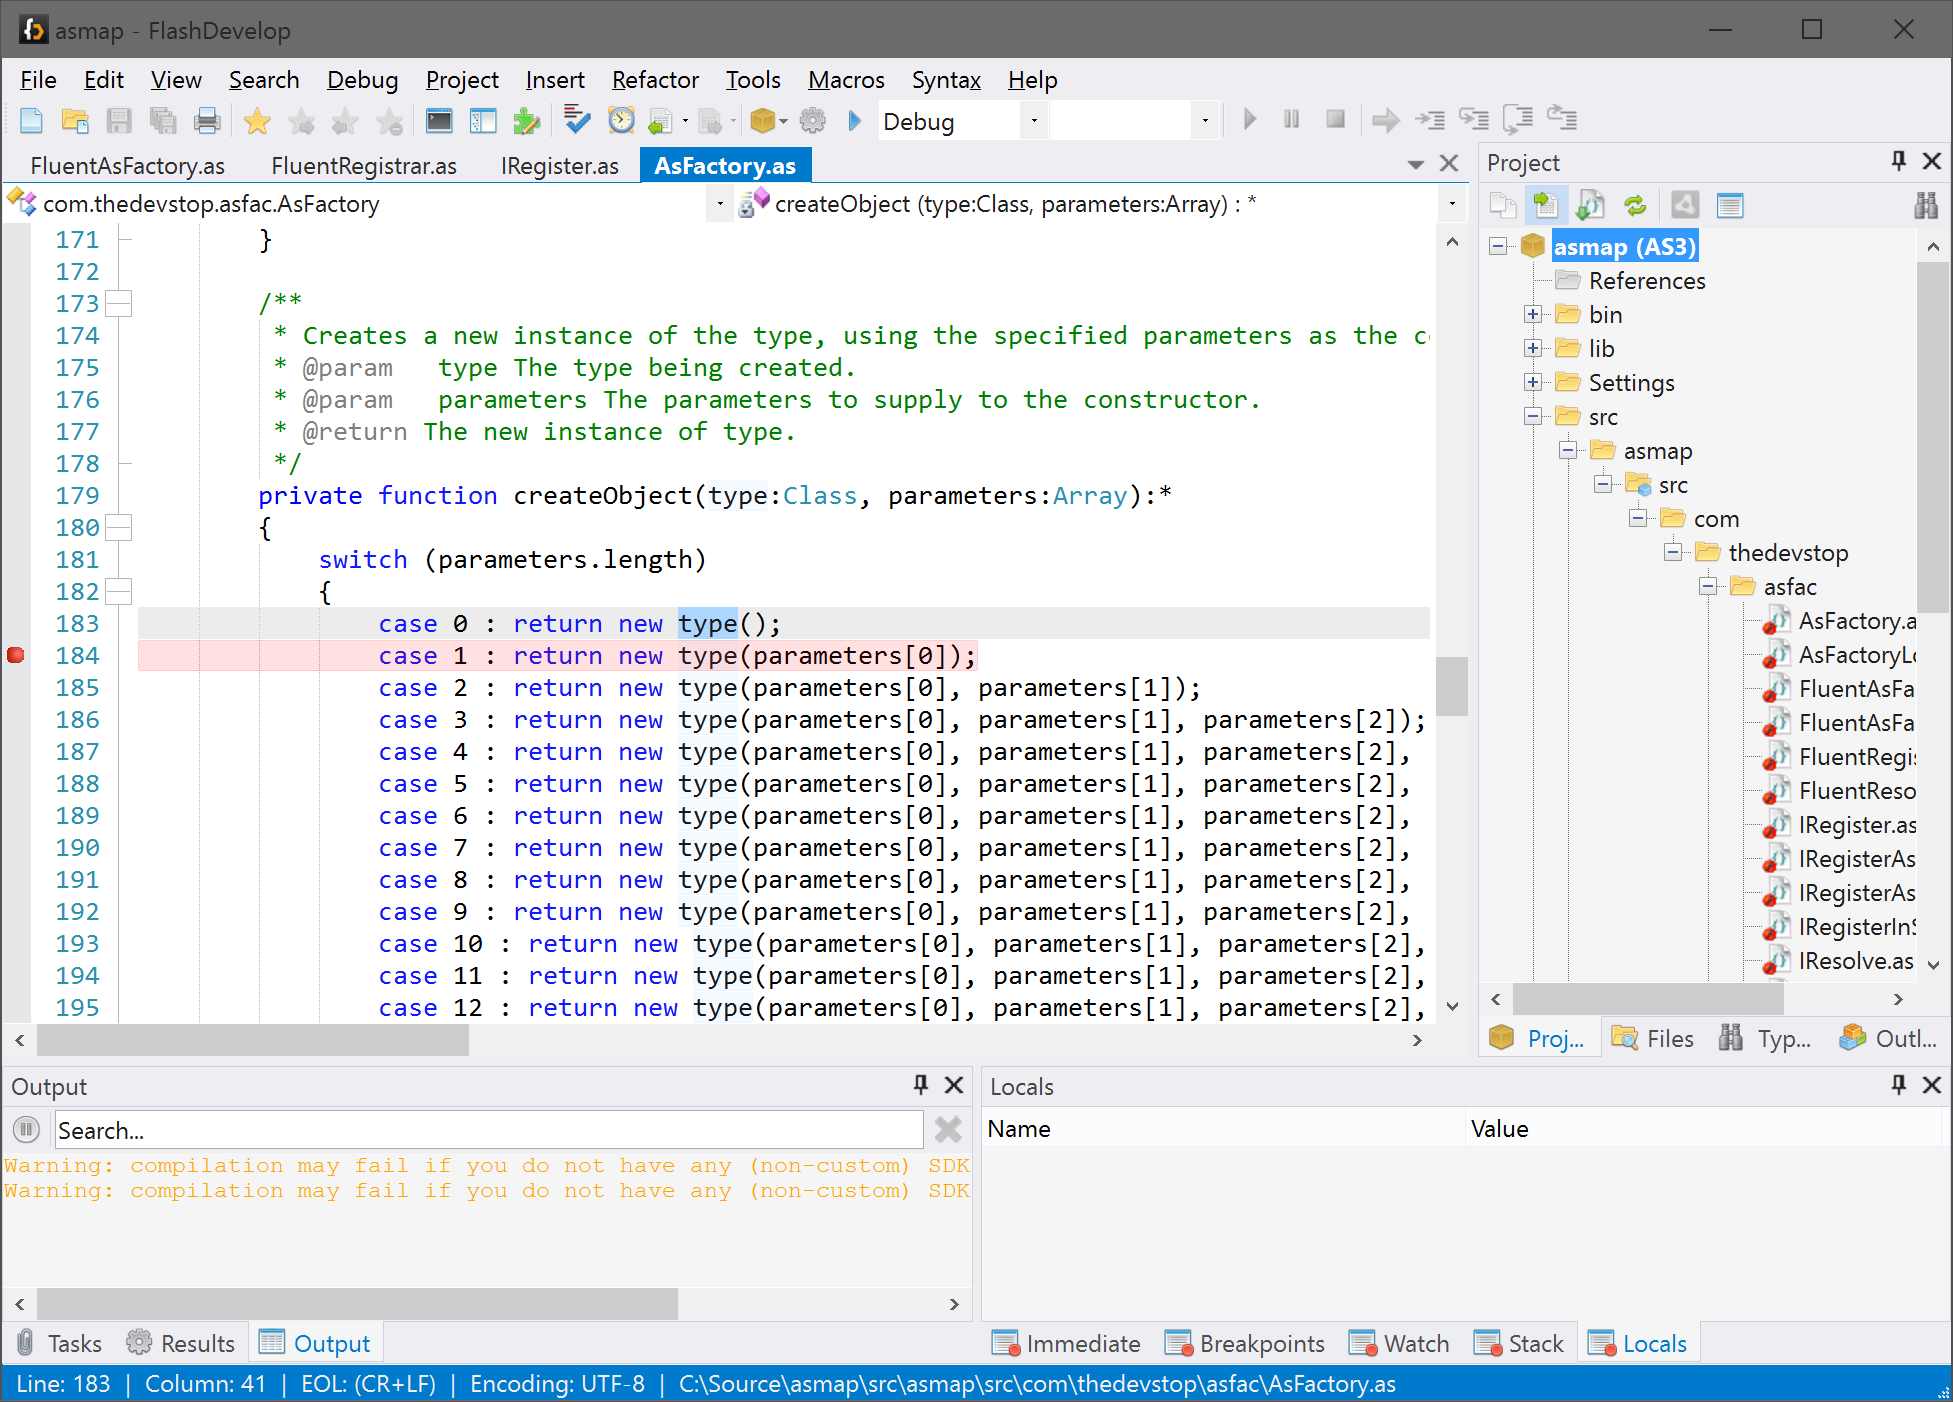 asmap - FlashDevelop
File Edit View Search Debug Project Insert Refactor Tools Macros Syntax Help
Debug
FluentAsFactory.as FluentRegistrar.as IRegister.as AsFactory.as
com.thedevstop.asfac.AsFactory createObject (type:Class, parameters:Array) : *
171 }
172
173 /**
174 * Creates a new instance of the type, using the specified parameters as the c
175 * @param type The type being created.
176 * @param parameters The parameters to supply to the constructor.
177 * @return The new instance of type.
178 */
179 private function createObject(type:Class, parameters:Array):*
180 {
181 switch (parameters.length)
182 {
183 case 0 : return new type();
184 case 1 : return new type(parameters[0]);
185 case 2 : return new type(parameters[0], parameters[1]);
186 case 3 : return new type(parameters[0], parameters[1], parameters[2]);
187 case 4 : return new type(parameters[0], parameters[1], parameters[2],
188 case 5 : return new type(parameters[0], parameters[1], parameters[2],
189 case 6 : return new type(parameters[0], parameters[1], parameters[2],
190 case 7 : return new type(parameters[0], parameters[1], parameters[2],
191 case 8 : return new type(parameters[0], parameters[1], parameters[2],
192 case 9 : return new type(parameters[0], parameters[1], parameters[2],
193 case 10 : return new type(parameters[0], parameters[1], parameters[2],
194 case 11 : return new type(parameters[0], parameters[1], parameters[2],
195 case 12 : return new type(parameters[0], parameters[1], parameters[2],
Project
asmap (AS3)
References
bin
lib
Settings
src
asmap
src
com
thedevstop
asfac
AsFactory.a
AsFactoryLo
FluentAsFa
FluentAsFa
FluentRegis
FluentReso
IRegister.as
IRegisterAs
IRegisterAs
IRegisterInS
IResolve.as
Proj... Files Typ... Outl...
Output
Search...
Warning: compilation may fail if you do not have any (non-custom) SDK
Warning: compilation may fail if you do not have any (non-custom) SDK
Tasks Results Output
Locals
Name Value
Immediate Breakpoints Watch Stack Locals
Line: 183 | Column: 41 | EOL: (CR+LF) | Encoding: UTF-8 | C:\Source\asmap\src\asmap\src\com\thedevstop\asfac\AsFactory.as